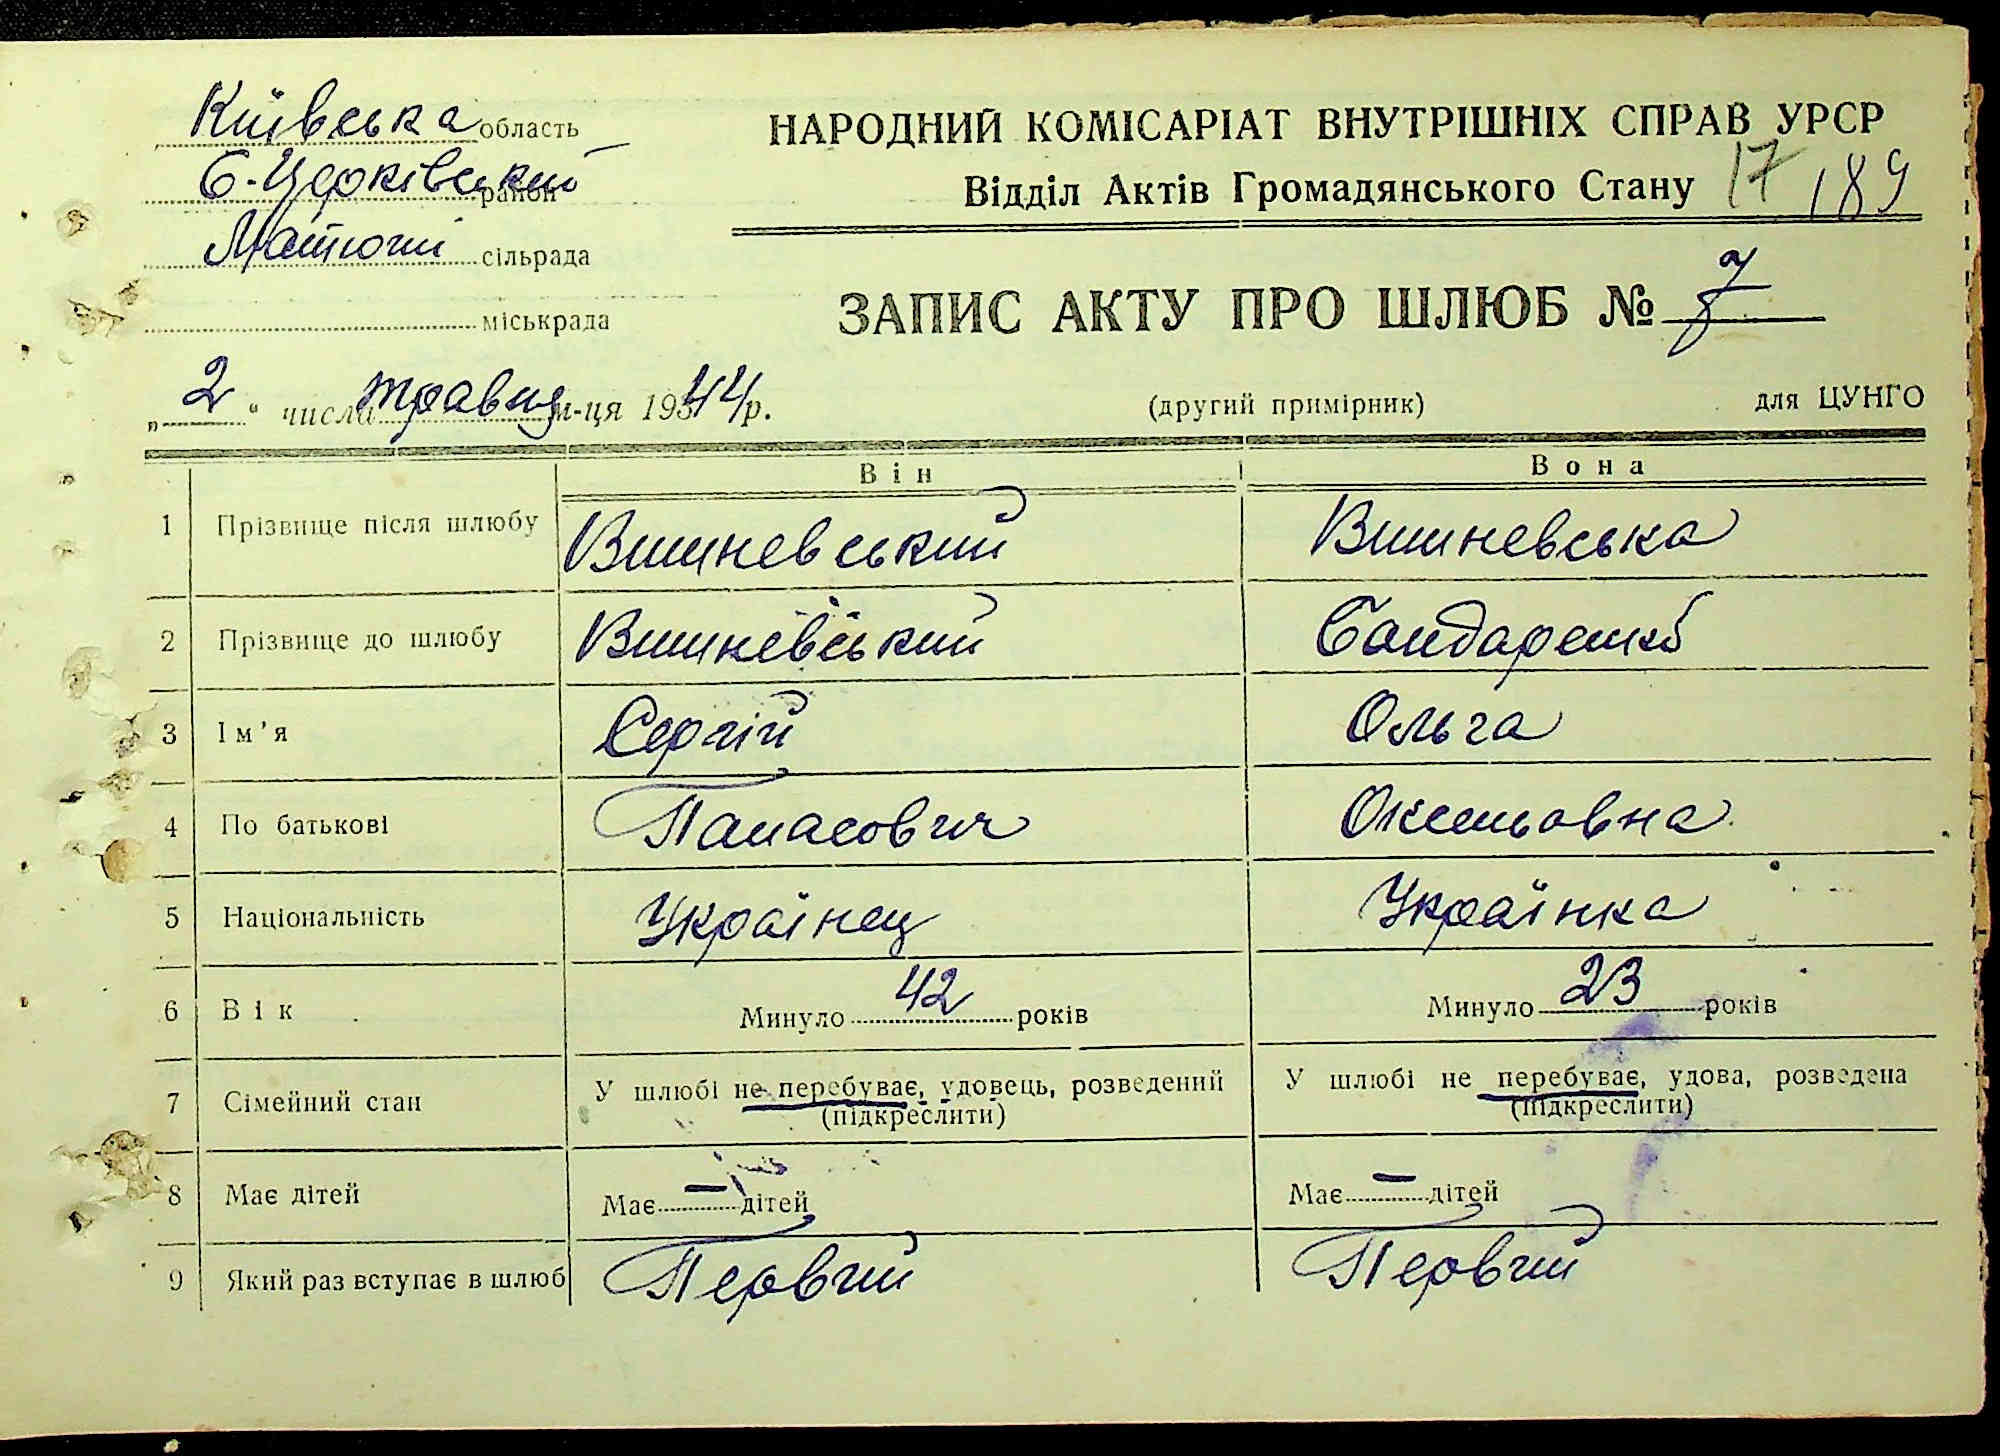 Київська область
Б-Церківський район
Матюші сільрада
міськрада
НАРОДНИЙ КОМІСАРІАТ ВНУТРІШНІХ СПРАВ УРСР
Відділ Актів Громадянського Стану 17 189
ЗАПИС АКТУ ПРО ШЛЮБ № 7
„2“ числа травня м-ця 1944 р.
(другий примірник)
для ЦУНГО
Він Вона
1 Прізвище після шлюбу Вишневський Вишневська
2 Прізвище до шлюбу Вишневський Бондаренко
3 Ім’я Сергій Ольга
4 По батькові Панасович
5 Національність Українец Українка
6 Вік Минуло 42 років Минуло 23 років
7 Сімейний стан У шлюбі не перебуває, удовець, розведений У шлюбі не перебуває, удова, розведена
(підкреслити) (підкреслити)
8 Має дітей Має — дітей Має — дітей
9 Який раз вступає в шлюб Первий Первий